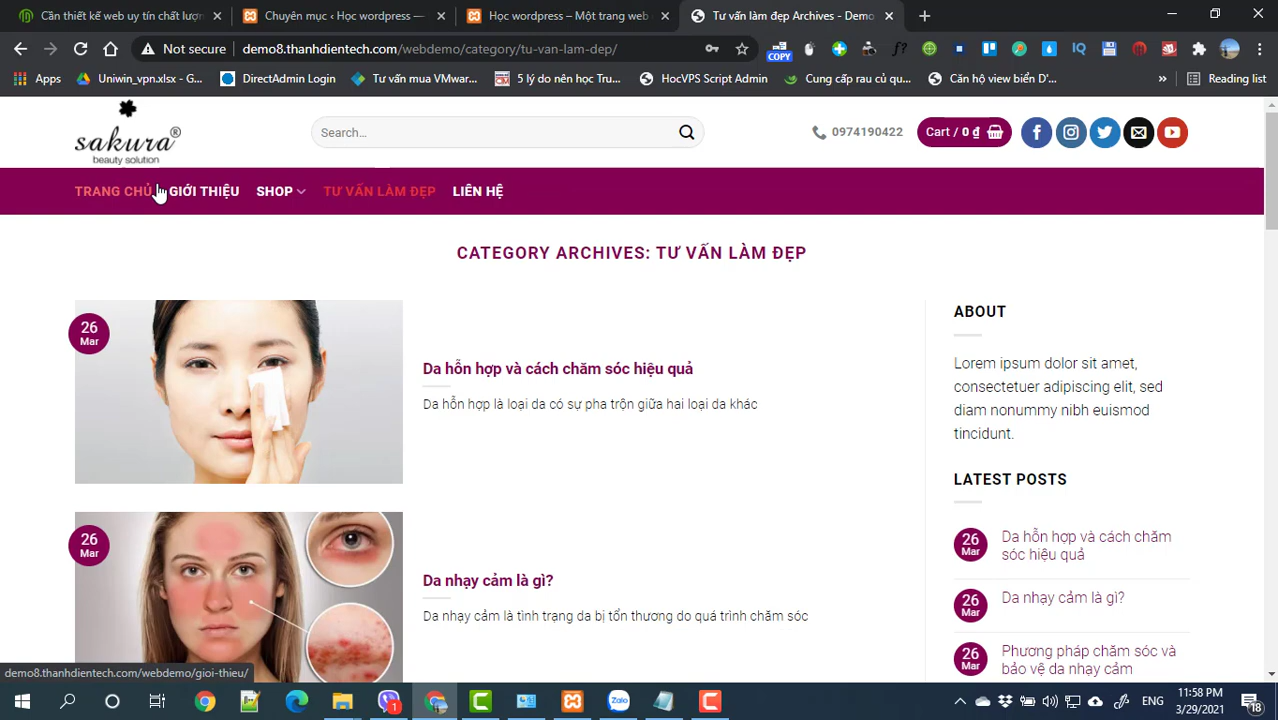 Cần thiết kế web uy tín chất lượn
Chuyên mục ‹ Học wordpress —
Học wordpress – Một trang web
Tư vấn làm đẹp Archives - Demo
Not secure
demo8.thanhdientech.com/webdemo/category/tu-van-lam-dep/
COPY
f?
IQ
Apps
Uniwin_vpn.xlsx - G...
DirectAdmin Login
Tư vấn mua VMwar...
5 lý do nên học Tru...
HocVPS Script Admin
Cung cấp rau củ qu...
Căn hộ view biển D'...
»
Reading list
sakura®
beauty solution
Search...
0974190422
Cart / 0 ₫
TRANG CHỦ
GIỚI THIỆU
SHOP
TƯ VẤN LÀM ĐẸP
LIÊN HỆ
CATEGORY ARCHIVES: TƯ VẤN LÀM ĐẸP
26
Mar
Da hỗn hợp và cách chăm sóc hiệu quả
Da hỗn hợp là loại da có sự pha trộn giữa hai loại da khác
26
Mar
Da nhạy cảm là gì?
Da nhạy cảm là tình trạng da bị tổn thương do quá trình chăm sóc
ABOUT
Lorem ipsum dolor sit amet,
consectetuer adipiscing elit, sed
diam nonummy nibh euismod
tincidunt.
LATEST POSTS
26
Mar
Da hỗn hợp và cách chăm
sóc hiệu quả
26
Mar
Da nhạy cảm là gì?
26
Mar
Phương pháp chăm sóc và
bảo vệ da nhạy cảm
demo8.thanhdientech.com/webdemo/gioi-thieu/
1
Zalo
ENG
11:58 PM
3/29/2021
18